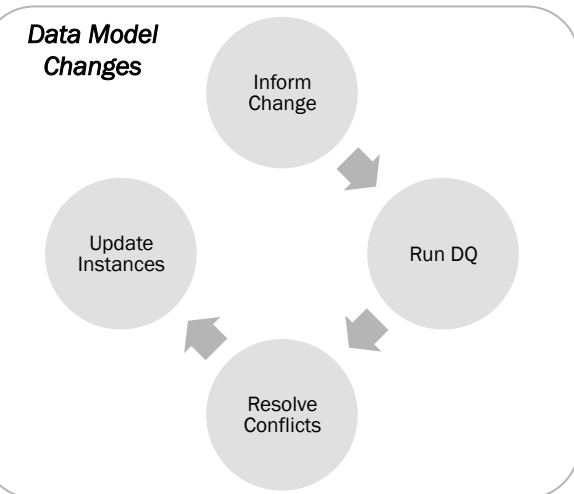 Data Model
Changes
Inform
Change
Run DQ
Resolve
Conflicts
Update
Instances